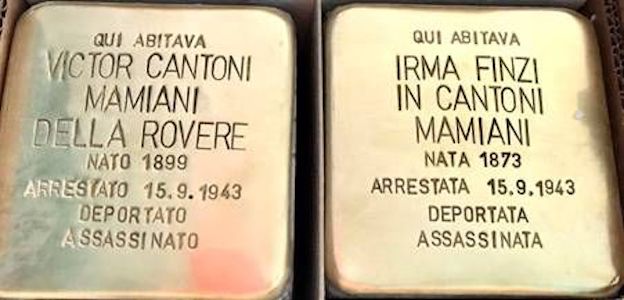 QUI ABITAVA
VICTOR CANTONI
MAMIANI
DELLA ROVERE
NATO 1899
ARRESTATO 15.9.1943
DEPORTATO
ASSASSINATO
QUI ABITAVA
IRMA FINZI
IN CANTONI
MAMIANI
NATA 1873
ARRESTATA 15.9.1943
DEPORTATA
ASSASSINATA